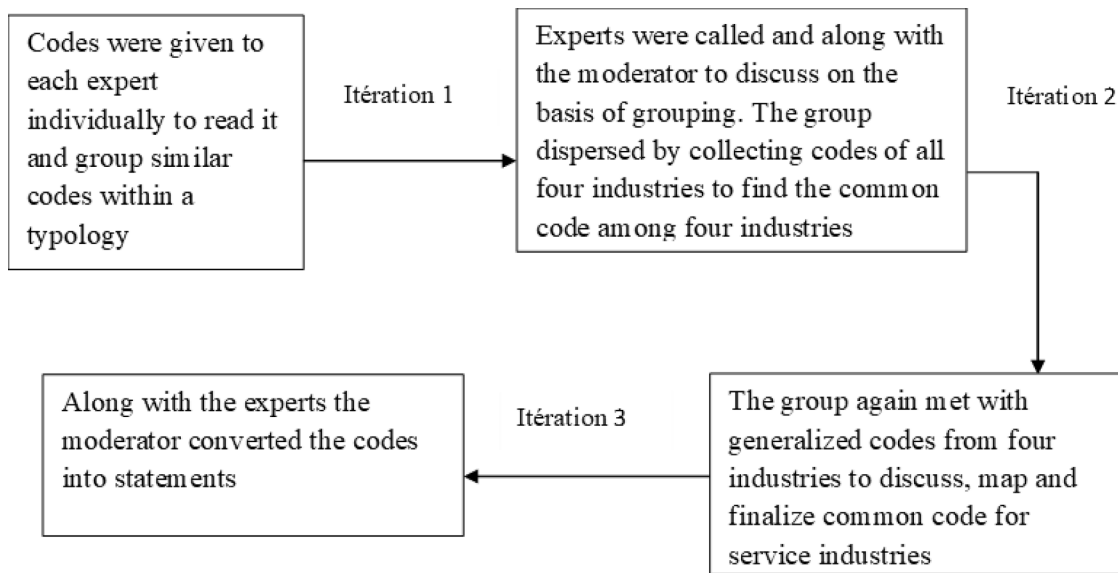 Codes were given to
each expert
individually to read it
and group similar
codes within a
typology
Itération 1
Experts were called and along with
the moderator to discuss on the
basis of grouping. The group
dispersed by collecting codes of all
four industries to find the common
code among four industries
Itération 2
The group again met with
generalized codes from four
industries to discuss, map and
finalize common code for
service industries
Itération 3
Along with the experts the
moderator converted the codes
into statements